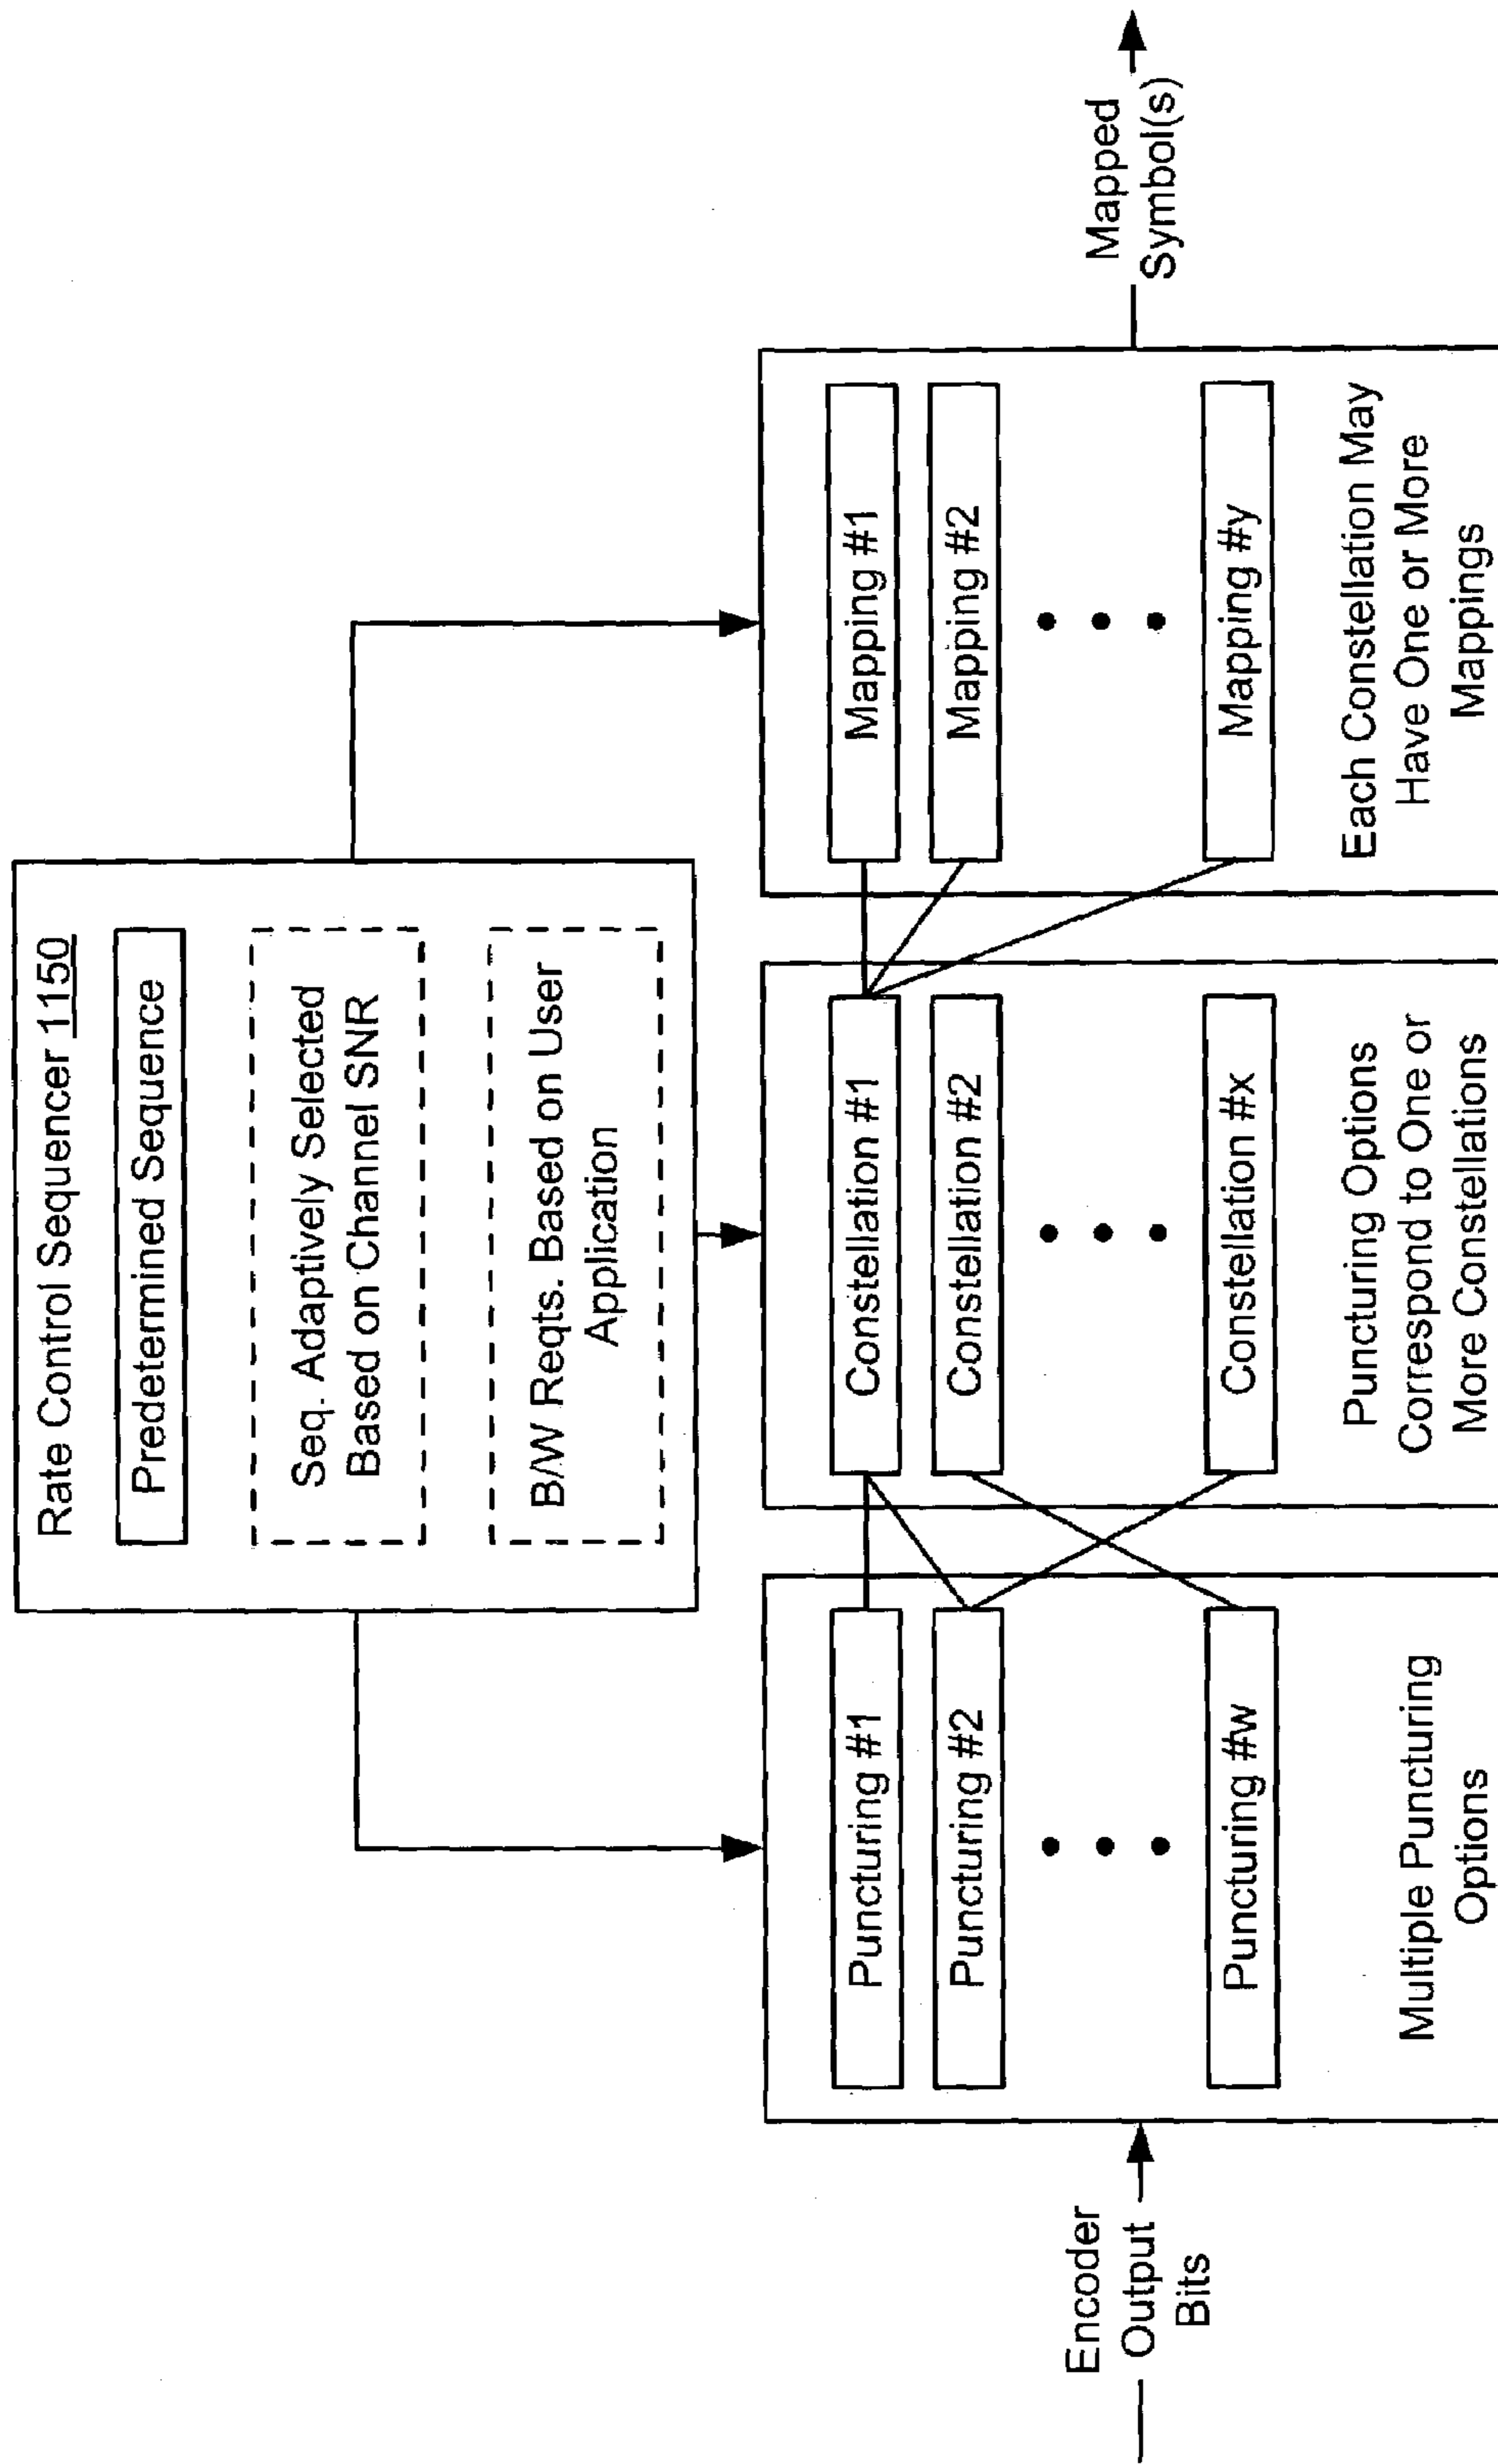 Rate Control Sequencer 1150
Predetermined Sequence
Seq. Adaptively Selected
Based on Channel SNR
B/W Reqts. Based on User
Application
Encoder
Output
Bits
Puncturing #1
Puncturing #2
Puncturing #w
Multiple Puncturing
Options
Constellation #1
Constellation #2
Constellation #x
Puncturing Options
Correspond to One or
More Constellations
Mapping #1
Mapping #2
Mapping #y
Each Constellation May
Have One or More
Mappings
Mapped
Symbol(s)